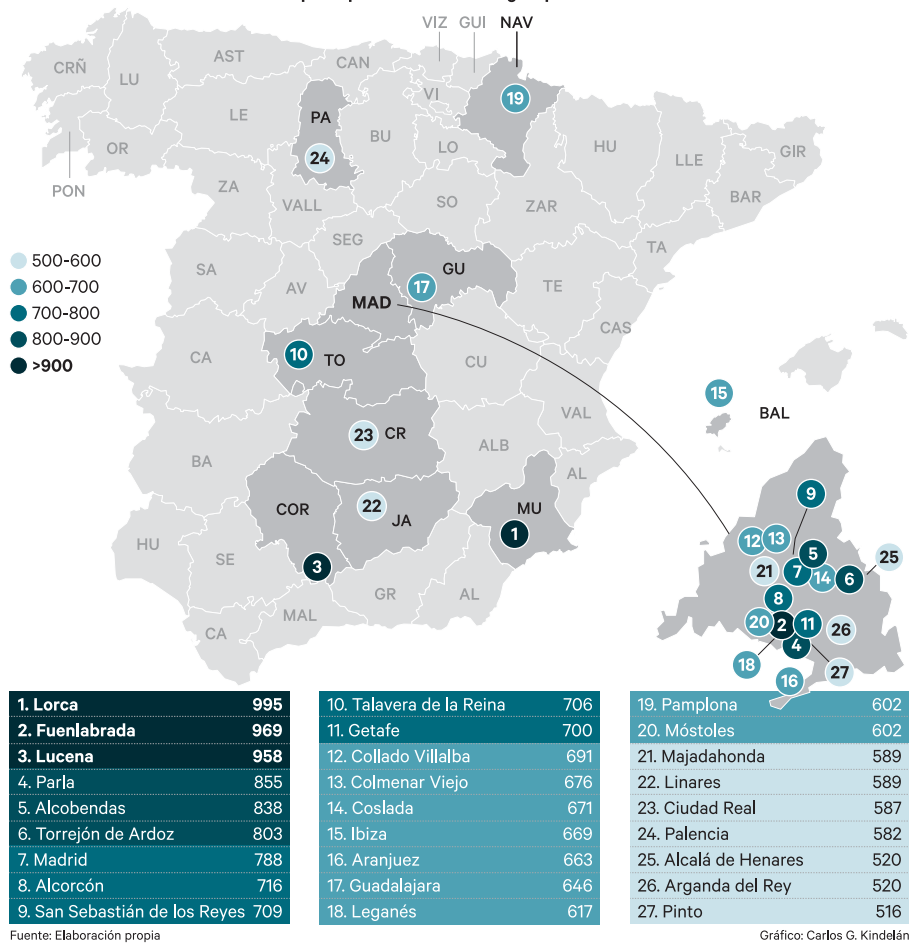 VIZ GUI NAV
AST CAN
CRÑ LU VI 19
LE PA BU HU GIR
OR LO LLE
24
PON ZA VALL SO ZAR BAR
SEG TA
500-600 SA GU
600-700 AV 17 TE
700-800 MAD
800-900 CAS
>900 CA 10 TO CU
15
BAL
VAL
23 CR
BA ALB
AL
COR 22 JA MU
1
HU SE
3
GR AL
MAL
CA
9
12 13
5
25
21 7 14 6
8
20 2 11 26
4
18 27
16
1. Lorca 995
2. Fuenlabrada 969
3. Lucena 958
4. Parla 855
5. Alcobendas 838
6. Torrejón de Ardoz 803
7. Madrid 788
8. Alcorcón 716
9. San Sebastián de los Reyes 709
10. Talavera de la Reina 706
11. Getafe 700
12. Collado Villalba 691
13. Colmenar Viejo 676
14. Coslada 671
15. Ibiza 669
16. Aranjuez 663
17. Guadalajara 646
18. Leganés 617
19. Pamplona 602
20. Móstoles 602
21. Majadahonda 589
22. Linares 589
23. Ciudad Real 587
24. Palencia 582
25. Alcalá de Henares 520
26. Arganda del Rey 520
27. Pinto 516
Fuente: Elaboración propia
Gráfico: Carlos G. Kindelán